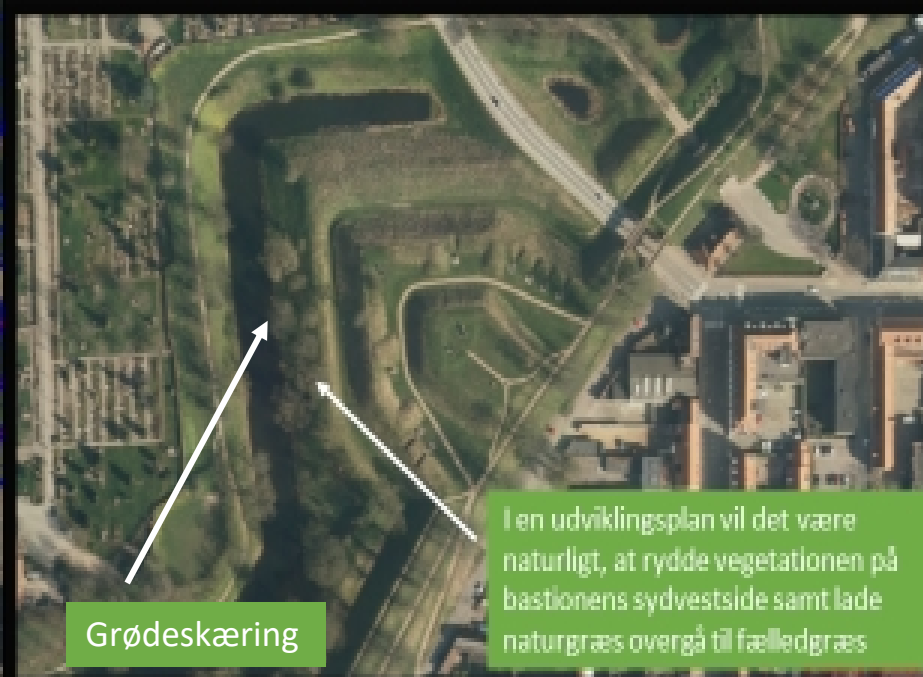 Grødeskæring
I en udviklingsplan vil det være
naturligt, at rydde vegetationen på
bastionens sydvestside samt lade
naturgræs overgå til fælledgræs